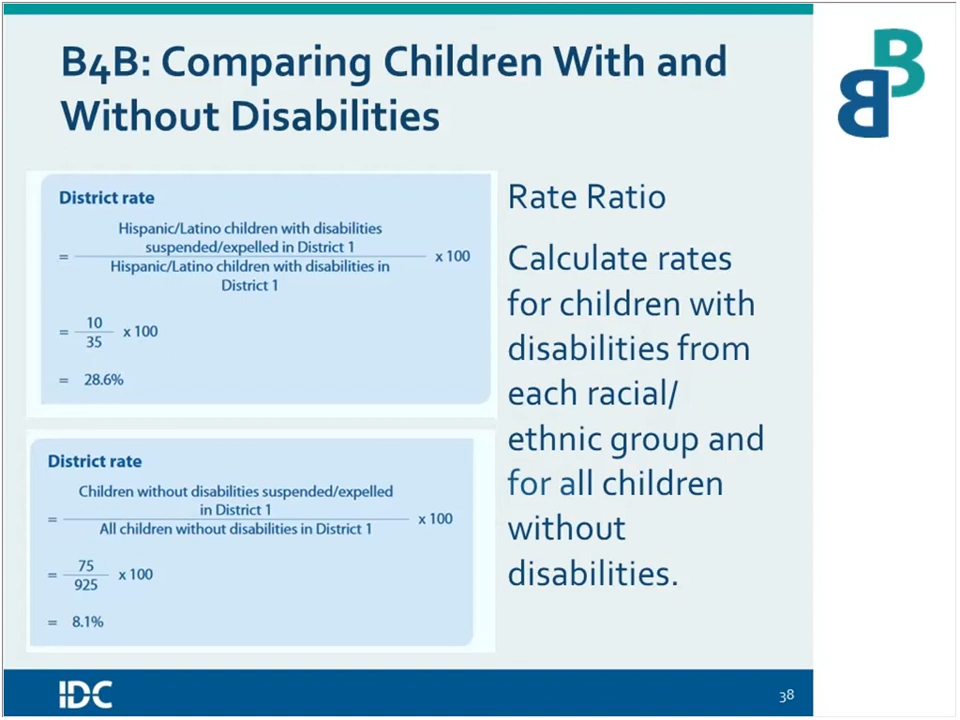 B4B: Comparing Children With and
Without Disabilities
B
B
District rate
Hispanic/Latino children with disabilities
suspended/expelled in District 1
= x 100
Hispanic/Latino children with disabilities in
District 1
10
= x 100
35
= 28.6%
District rate
Children without disabilities suspended/expelled
in District 1
= x 100
All children without disabilities in District 1
75
= x 100
925
= 8.1%
Rate Ratio
Calculate rates
for children with
disabilities from
each racial/
ethnic group and
for all children
without
disabilities.
IDC
38